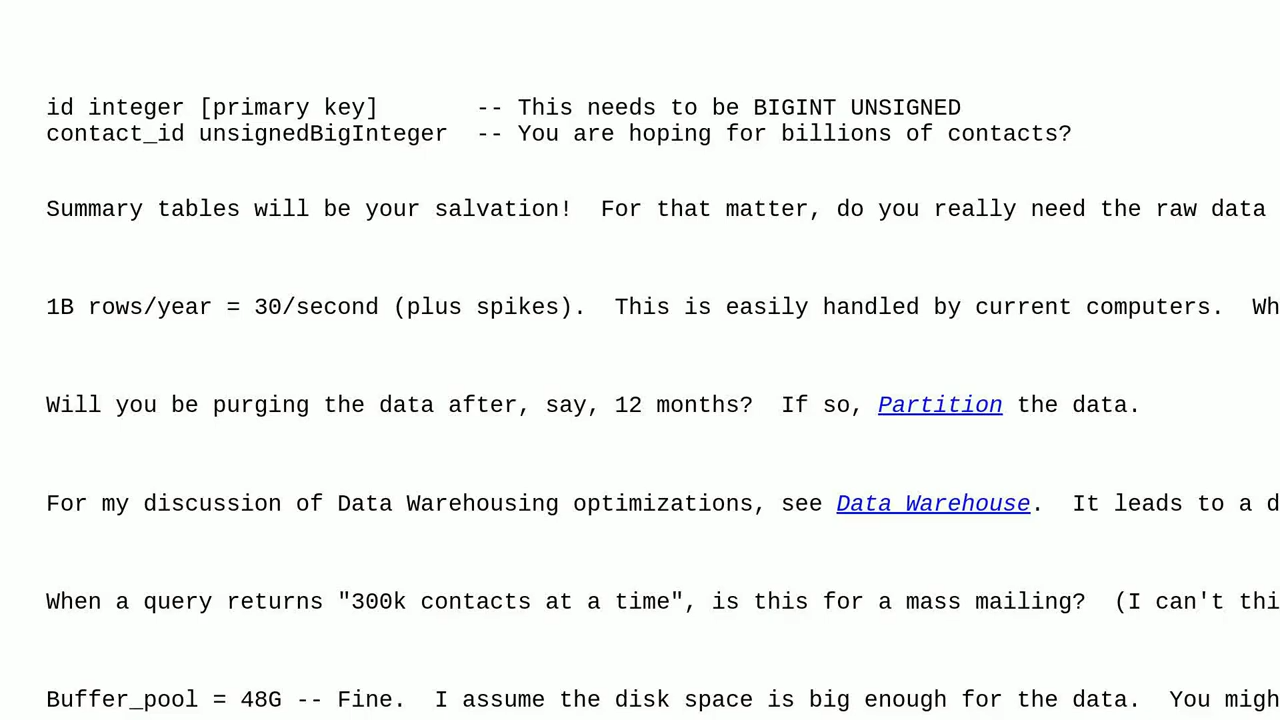 id integer [primary key]       -- This needs to be BIGINT UNSIGNED
contact_id unsignedBigInteger  -- You are hoping for billions of contacts?
Summary tables will be your salvation!  For that matter, do you really need the raw data
1B rows/year = 30/second (plus spikes).  This is easily handled by current computers.
Will you be purging the data after, say, 12 months?  If so, Partition the data.
For my discussion of Data Warehousing optimizations, see Data Warehouse.  It leads to a
When a query returns "300k contacts at a time", is this for a mass mailing?  (I can't
Buffer_pool = 48G -- Fine.  I assume the disk space is big enough for the data.  You